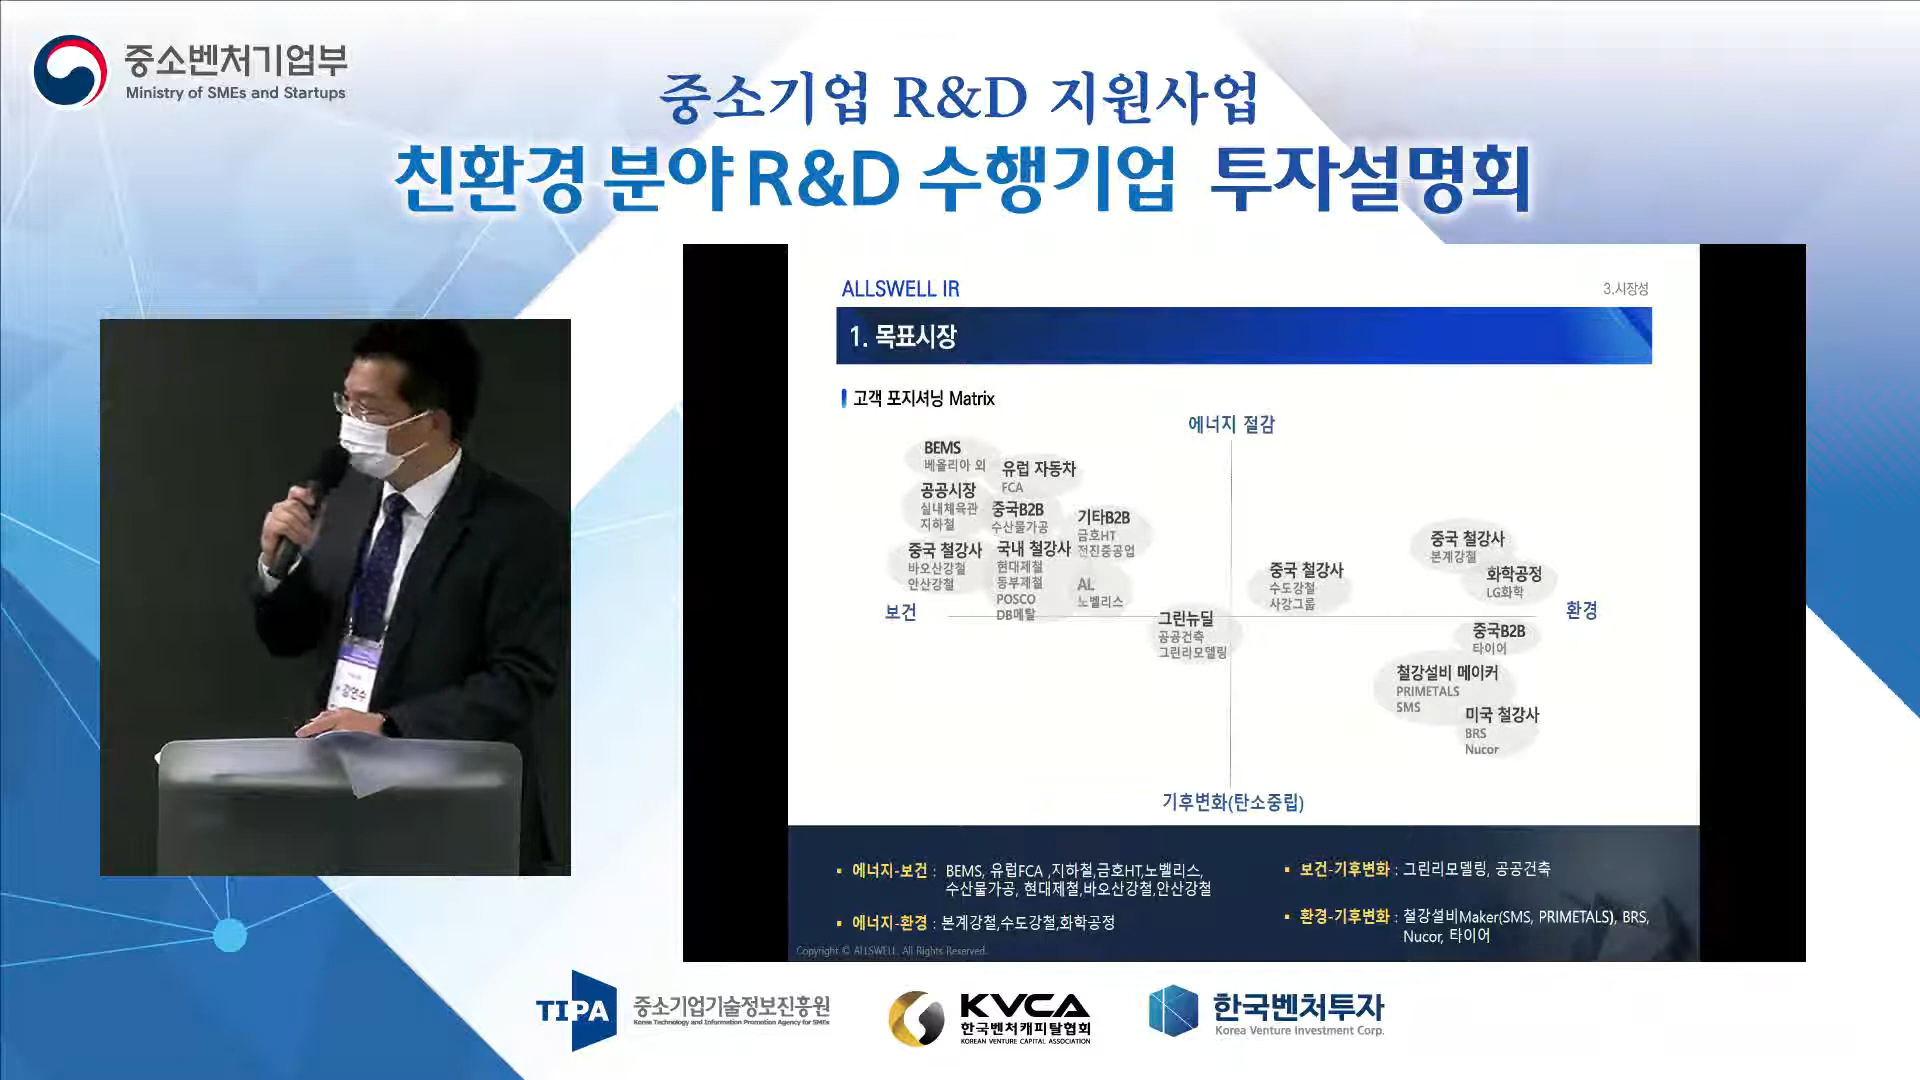 중소벤처기업부
Ministry of SMEs and Startups
중소기업 R&D 지원사업
친환경 분야 R&D 수행기업 투자설명회
ALLSWELL IR
3.시장성
1. 목표시장
고객 포지셔닝 Matrix
에너지 절감
BEMS
베올리아 외
유럽 자동차
FCA
공공시장
실내체육관
지하철
중국B2B
수산물가공
기타B2B
금호HT
전진중공업
중국 철강사
바오산강철
안산강철
국내 철강사
현대제철
동부제철
POSCO
DB메탈
AL
노벨리스
중국 철강사
수도강철
사강그룹
중국 철강사
본계강철
화학공정
LG화학
보건
환경
그린뉴딜
공공건축
그린리모델링
중국B2B
타이어
철강설비 메이커
PRIMETALS
SMS
미국 철강사
BRS
Nucor
기후변화(탄소중립)
▪ 에너지-보건 : BEMS, 유럽FCA ,지하철,금호HT,노벨리스,
수산물가공, 현대제철,바오산강철,안산강철
▪ 에너지-환경 : 본계강철,수도강철,화학공정
▪ 보건-기후변화 : 그린리모델링, 공공건축
▪ 환경-기후변화 : 철강설비Maker(SMS, PRIMETALS), BRS,
Nucor, 타이어
Copyright © ALLSWELL. All Rights Reserved.
TIPA 중소기업기술정보진흥원
Korea Technology and Information Promotion Agency for SMEs
KVCA
한국벤처캐피탈협회
KOREAN VENTURE CAPITAL ASSOCIATION
한국벤처투자
Korea Venture Investment Corp.